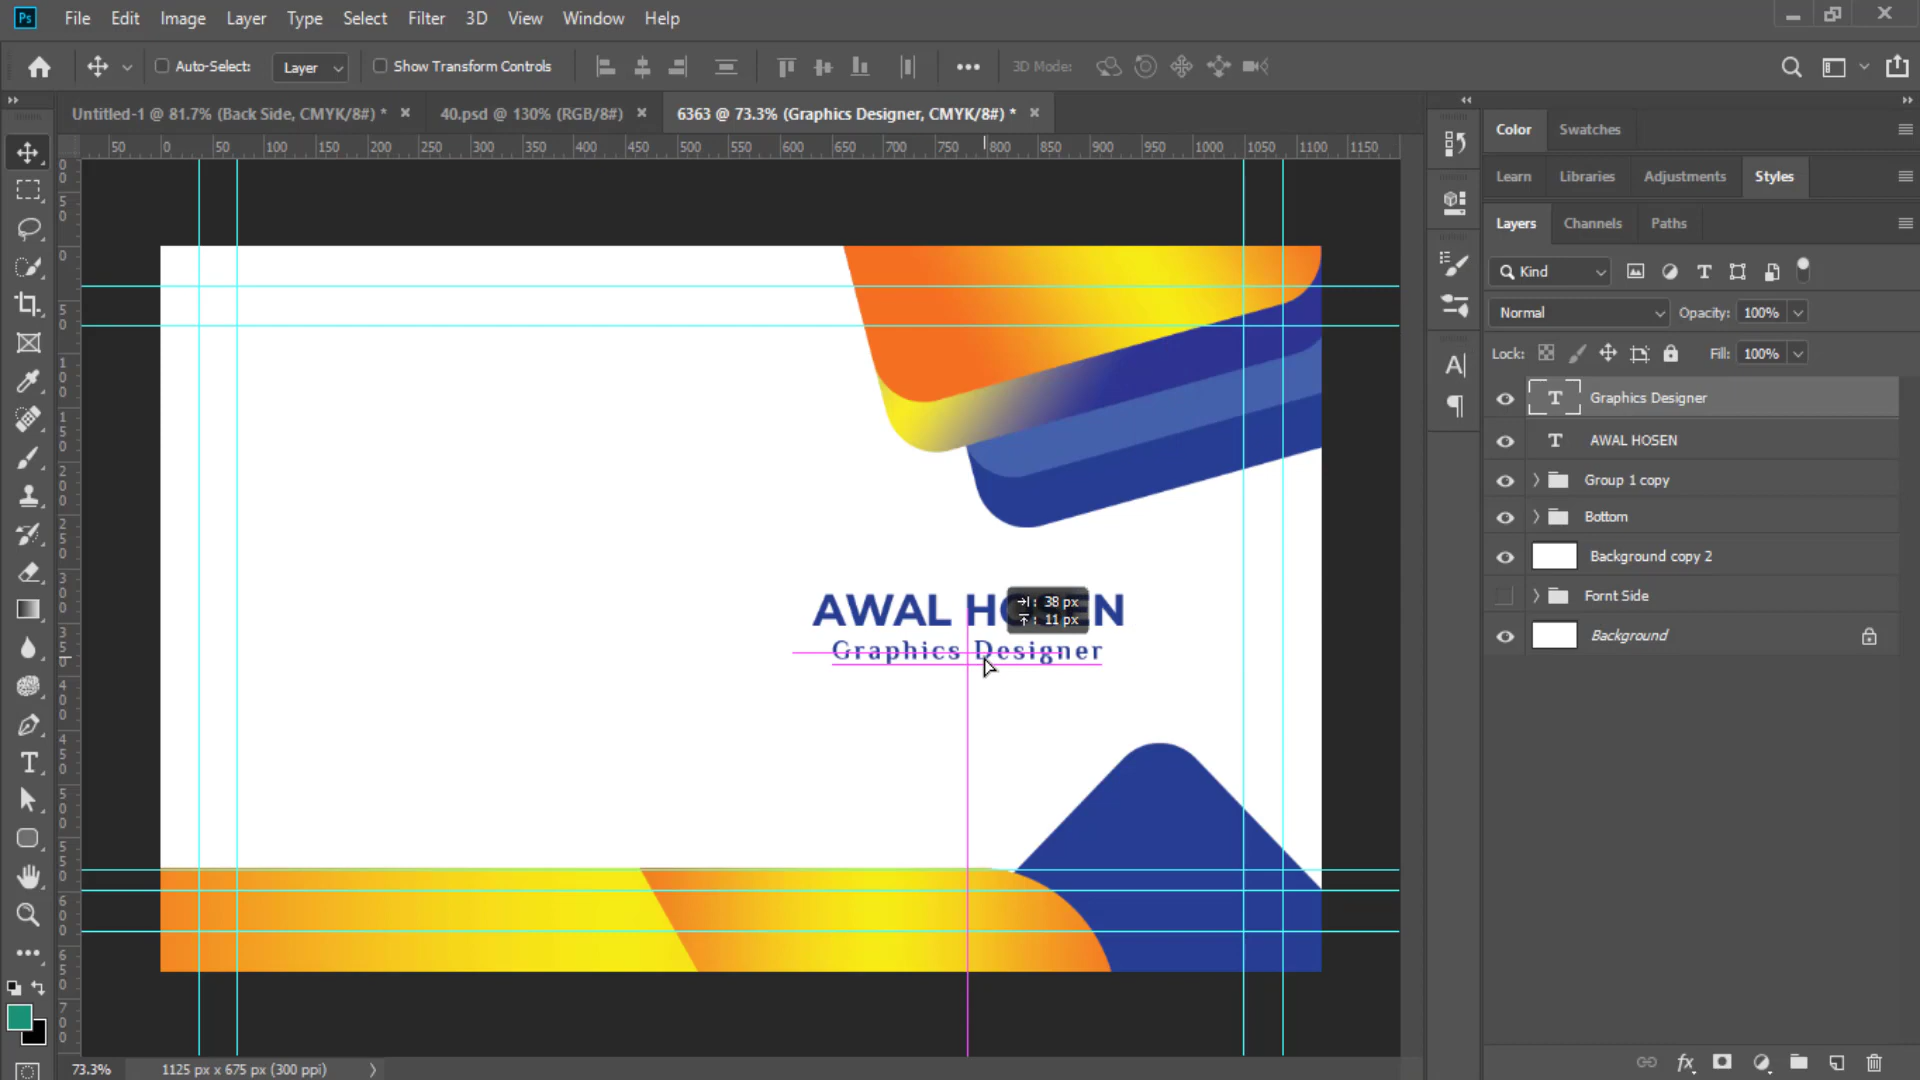 Ps File Edit Image Layer Type Select Filter 3D View Window Help
Auto-Select: Layer Show Transform Controls 3D Mode:
Untitled-1 @ 81.7% (Back Side, CMYK/8#) * × 40.psd @ 130% (RGB/8#) × 6363 @ 73.3% (Graphics Designer, CMYK/8#) * ×
50 0 50 100 150 200 250 300 350 400 450 500 550 600 650 700 750 800 850 900 950 1000 1050 1100 1150
Color Swatches
Learn Libraries Adjustments Styles
Layers Channels Paths
Kind
Normal Opacity: 100%
Lock: Fill: 100%
Graphics Designer
AWAL HOSEN
Group 1 copy
Bottom
Background copy 2
Fornt Side
Background
AWAL HOSEN
→|: 38 px
↑: 11 px
Graphics Designer
73.3% 1125 px x 675 px (300 ppi)